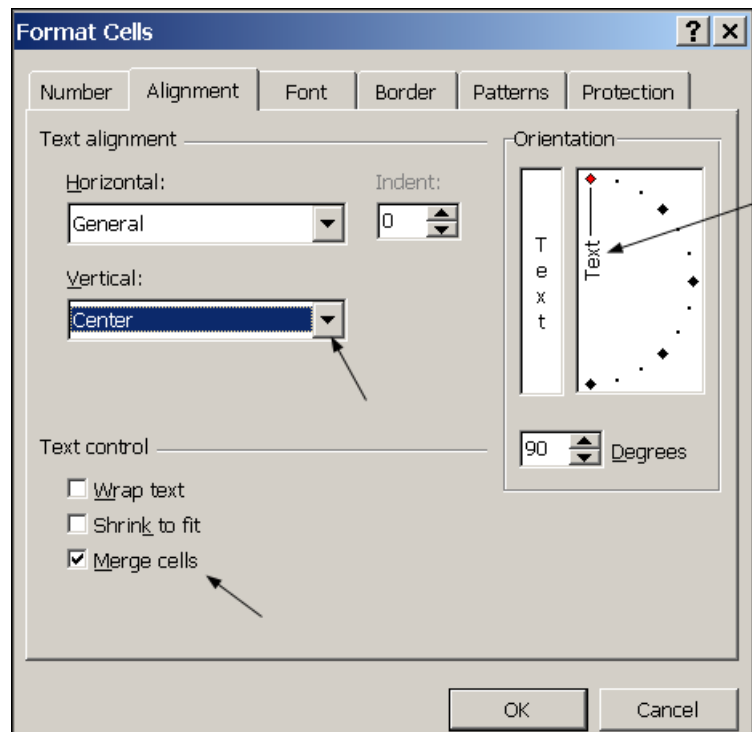 Format Cells
Number Alignment Font Border Patterns Protection
Text alignment
Horizontal:
General
Indent:
0
Vertical:
Center
Orientation
Text
Text
90 Degrees
Text control
Wrap text
Shrink to fit
Merge cells
OK Cancel